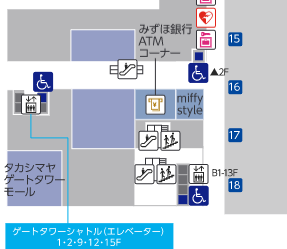 みずほ銀行
ATM
コーナー
15
▲2F
16
miffy
style
17
タカシマヤ
ゲートタワー
モール
B1-13F
18
ゲートタワーシャトル(エレベーター)
1・2・9・12・15F